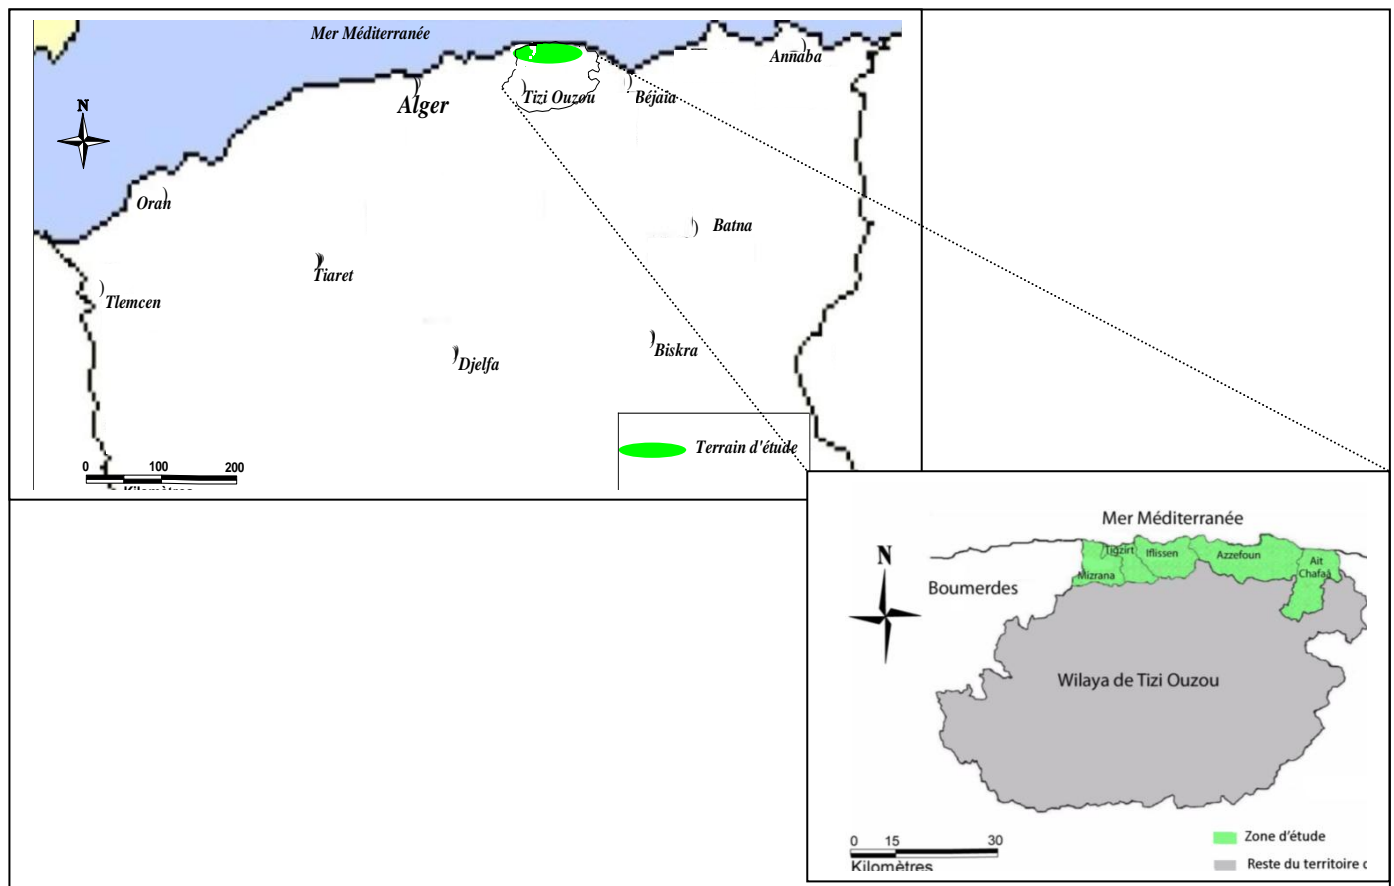 Mer Méditerranée
Annaba
N
Alger
Tizi Ouzou
Béjaïa
Oran
Batna
Tiaret
Tlemcen
Biskra
Djelfa
Terrain d'étude
0 100 200
Kilomètres
Mer Méditerranée
N
Tigzirt
Iflissen
Azzefoun
Ait
Chafaâ
Mizrana
Boumerdes
Wilaya de Tizi Ouzou
0 15 30
Kilomètres
Zone d'étude
Reste du territoire